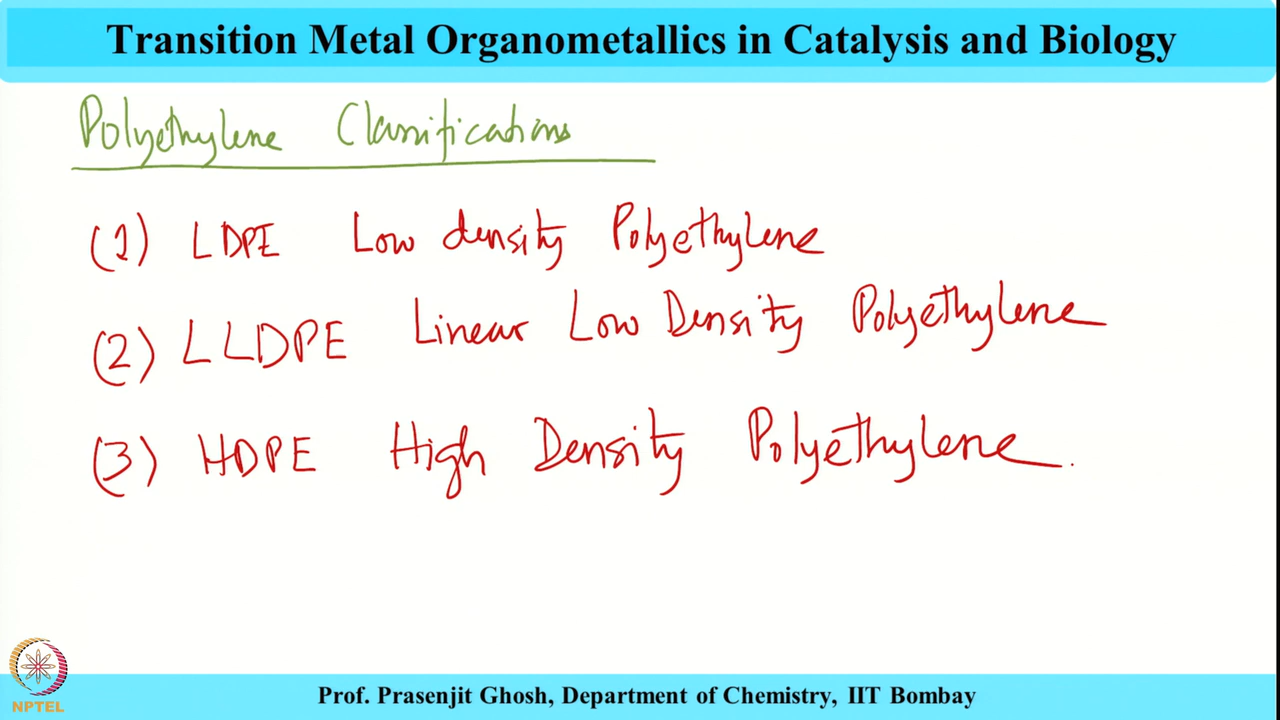 Transition Metal Organometallics in Catalysis and Biology
Polyethylene Classifications
(1) LDPE Low density Polyethylene
(2) LLDPE Linear Low Density Polyethylene
(3) HDPE High Density Polyethylene.
Prof. Prasenjit Ghosh, Department of Chemistry, IIT Bombay
NPTEL